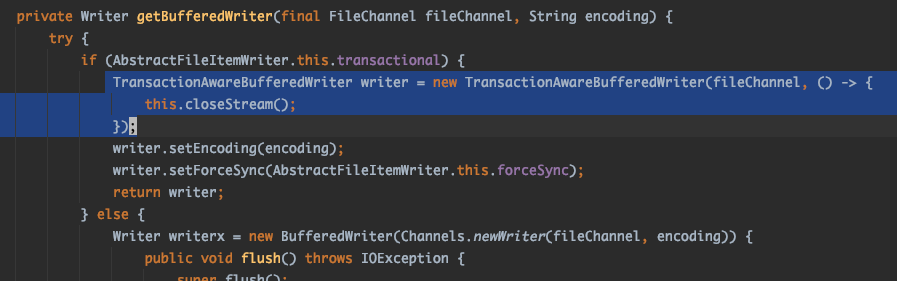 private Writer getBufferedWriter(final FileChannel fileChannel, String encoding) {
try {
if (AbstractFileItemWriter.this.transactional) {
TransactionAwareBufferedWriter writer = new TransactionAwareBufferedWriter(fileChannel, () -> {
this.closeStream();
});
writer.setEncoding(encoding);
writer.setForceSync(AbstractFileItemWriter.this.forceSync);
return writer;
} else {
Writer writerx = new BufferedWriter(Channels.newWriter(fileChannel, encoding)) {
public void flush() throws IOException {
super.flush();